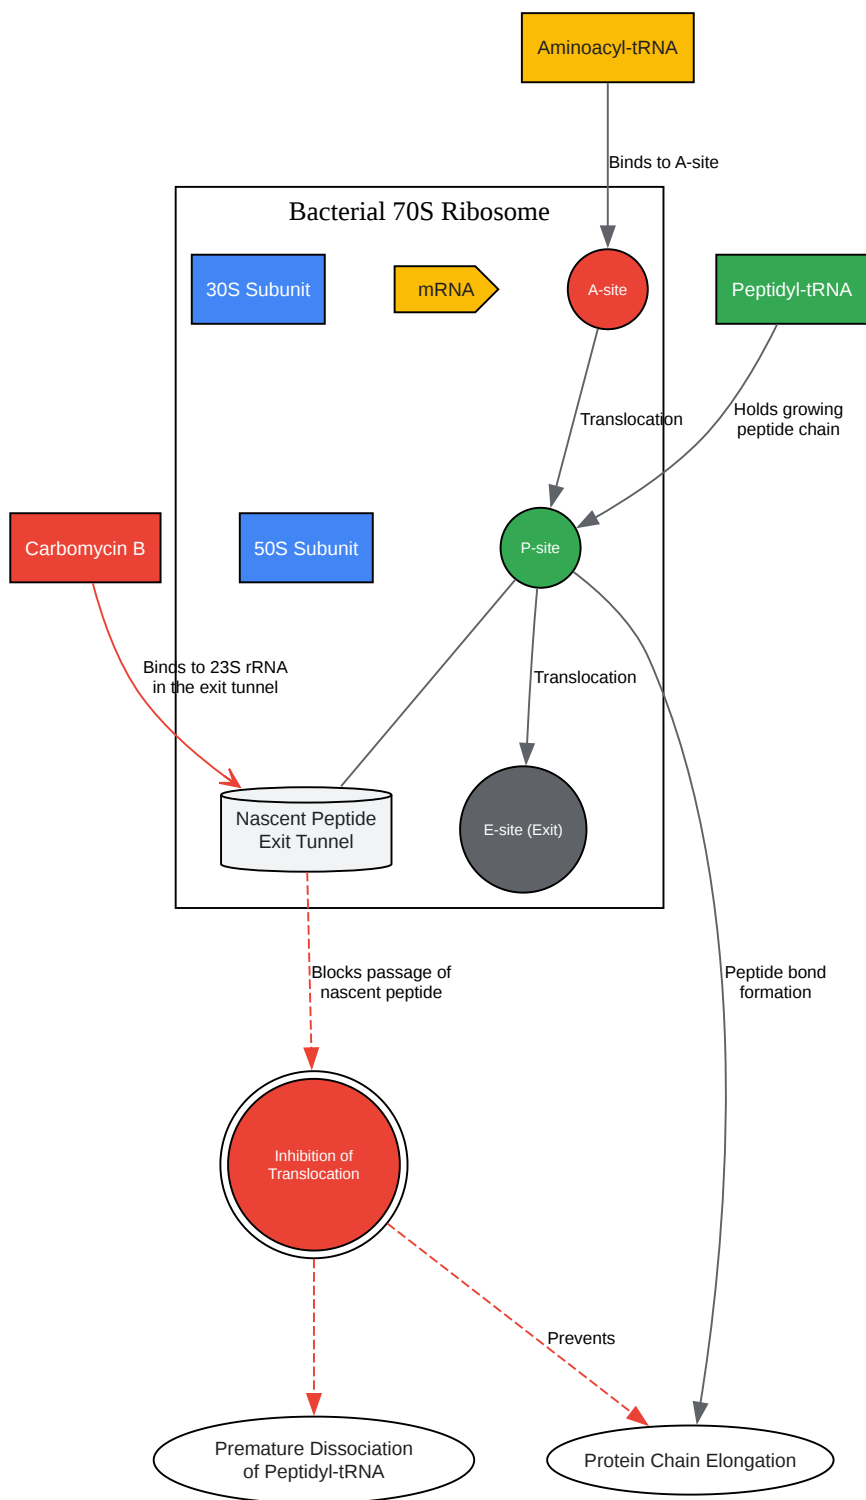 Aminoacyl-tRNA
Binds to A-site
Bacterial 70S Ribosome
30S Subunit
mRNA
A-site
Peptidyl-tRNA
Translocation
Holds growing
peptide chain
Carbomycin B
50S Subunit
P-site
Binds to 23S rRNA
in the exit tunnel
Translocation
Nascent Peptide
Exit Tunnel
E-site (Exit)
Blocks passage of
nascent peptide
Peptide bond
formation
Inhibition of
Translocation
Prevents
Premature Dissociation
of Peptidyl-tRNA
Protein Chain Elongation